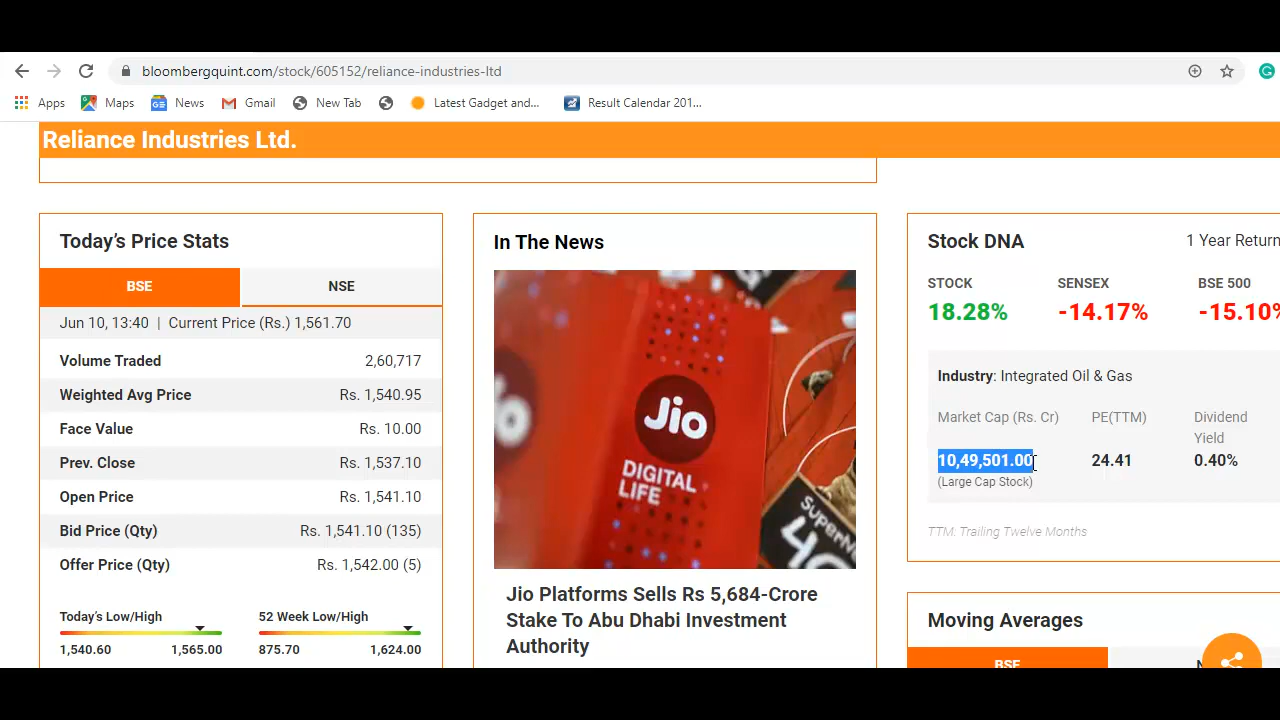 bloombergquint.com/stock/605152/reliance-industries-ltd
Apps Maps News Gmail New Tab Latest Gadget and... Result Calendar 201...
Reliance Industries Ltd.
Today's Price Stats
BSE NSE
Jun 10, 13:40 | Current Price (Rs.) 1,561.70
Volume Traded 2,60,717
Weighted Avg Price Rs. 1,540.95
Face Value Rs. 10.00
Prev. Close Rs. 1,537.10
Open Price Rs. 1,541.10
Bid Price (Qty) Rs. 1,541.10 (135)
Offer Price (Qty) Rs. 1,542.00 (5)
Today's Low/High 52 Week Low/High
1,540.60 1,565.00 875.70 1,624.00
In The News
Jio
DIGITAL
LIFE
Jio Platforms Sells Rs 5,684-Crore
Stake To Abu Dhabi Investment
Authority
Stock DNA 1 Year Return
STOCK SENSEX BSE 500
18.28% -14.17% -15.10%
Industry: Integrated Oil & Gas
Market Cap (Rs. Cr) PE(TTM) Dividend
Yield
10,49,501.00 24.41 0.40%
(Large Cap Stock)
TTM: Trailing Twelve Months
Moving Averages
BSE